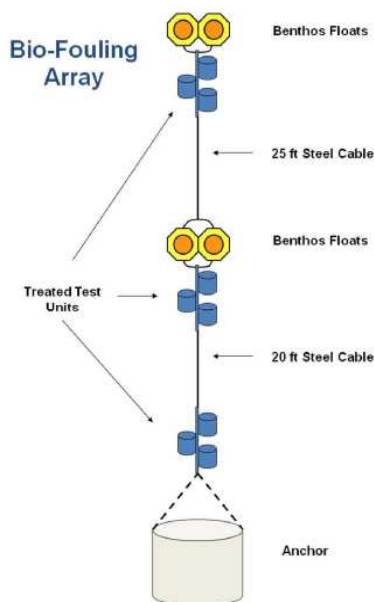 Bio-Fouling
Array
Benthos Floats
25 ft Steel Cable
Benthos Floats
Treated Test
Units
20 ft Steel Cable
Anchor